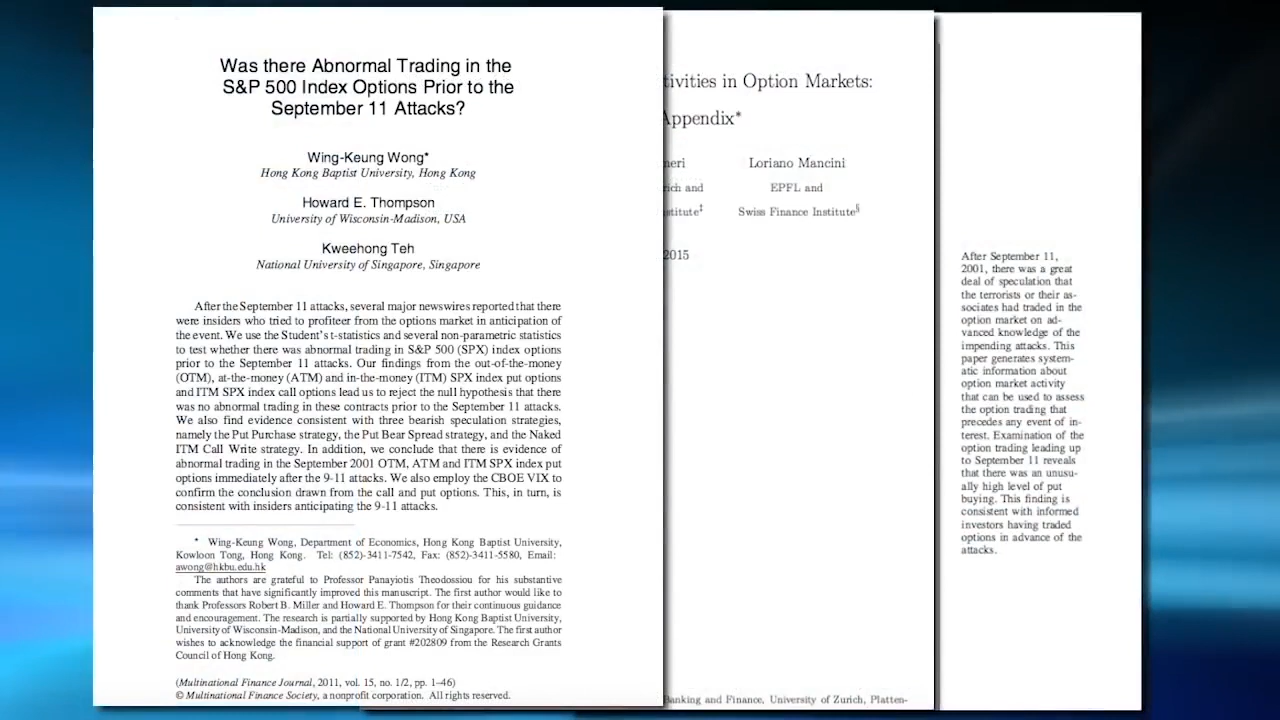 Was there Abnormal Trading in the
S&P 500 Index Options Prior to the
September 11 Attacks?
Wing-Keung Wong*
Hong Kong Baptist University, Hong Kong
Howard E. Thompson
University of Wisconsin-Madison, USA
Kweehong Teh
National University of Singapore, Singapore
After the September 11 attacks, several major newswires reported that there
were insiders who tried to profiteer from the options market in anticipation of
the event. We use the Student's t-statistics and several non-parametric statistics
to test whether there was abnormal trading in S&P 500 (SPX) index options
prior to the September 11 attacks. Our findings from the out-of-the-money
(OTM), at-the-money (ATM) and in-the-money (ITM) SPX index put options
and ITM SPX index call options lead us to reject the null hypothesis that there
was no abnormal trading in these contracts prior to the September 11 attacks.
We also find evidence consistent with three bearish speculation strategies,
namely the Put Purchase strategy, the Put Bear Spread strategy, and the Naked
ITM Call Write strategy. In addition, we conclude that there is evidence of
abnormal trading in the September 2001 OTM, ATM and ITM SPX index put
options immediately after the 9-11 attacks. We also employ the CBOE VIX to
confirm the conclusion drawn from the call and put options. This, in turn, is
consistent with insiders anticipating the 9-11 attacks.
* Wing-Keung Wong, Department of Economics, Hong Kong Baptist University,
Kowloon Tong, Hong Kong. Tel: (852)-3411-7542, Fax: (852)-3411-5580, Email:
awong@hkbu.edu.hk
The authors are grateful to Professor Panayiotis Theodossiou for his substantive
comments that have significantly improved this manuscript. The first author would like to
thank Professors Robert B. Miller and Howard E. Thompson for their continuous guidance
and encouragement. The research is partially supported by Hong Kong Baptist University,
University of Wisconsin-Madison, and the National University of Singapore. The first author
wishes to acknowledge the financial support of grant #202809 from the Research Grants
Council of Hong Kong.
(Multinational Finance Journal, 2011, vol. 15, no. 1/2, pp. 1–46)
© Multinational Finance Society, a nonprofit corporation. All rights reserved.
tivities in Option Markets:
Appendix*
neri
Loriano Mancini
rich and
EPFL and
stitute‡
Swiss Finance Institute§
2015
Banking and Finance, University of Zurich, Platten-
After September 11,
2001, there was a great
deal of speculation that
the terrorists or their as-
sociates had traded in the
option market on ad-
vanced knowledge of the
impending attacks. This
paper generates system-
atic information about
option market activity
that can be used to assess
the option trading that
precedes any event of in-
terest. Examination of the
option trading leading up
to September 11 reveals
that there was an unusu-
ally high level of put
buying. This finding is
consistent with informed
investors having traded
options in advance of the
attacks.